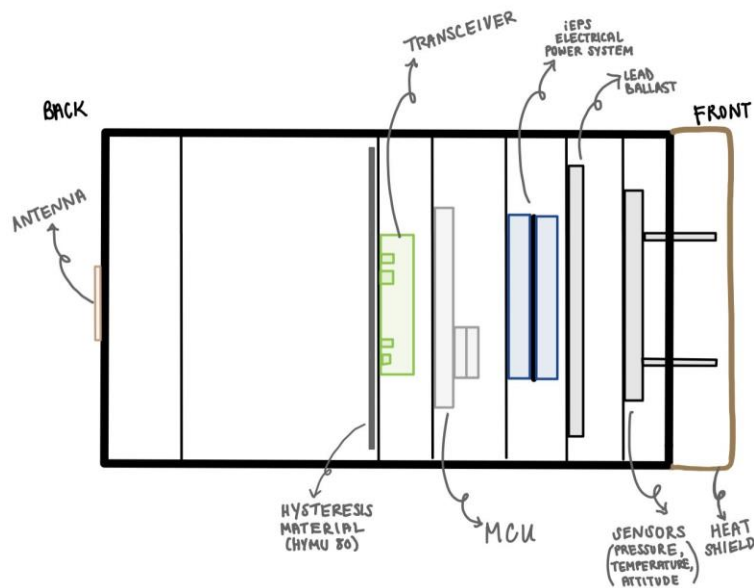 TRANSCEIVER
iEPS
ELECTRICAL
POWER SYSTEM
LEAD
BALLAST
BACK
FRONT
ANTENNA
HYSTERESIS
MATERIAL
(HYMU 80)
MCU
SENSORS
(PRESSURE,
TEMPERATURE,
ATTITUDE)
HEAT
SHIELD